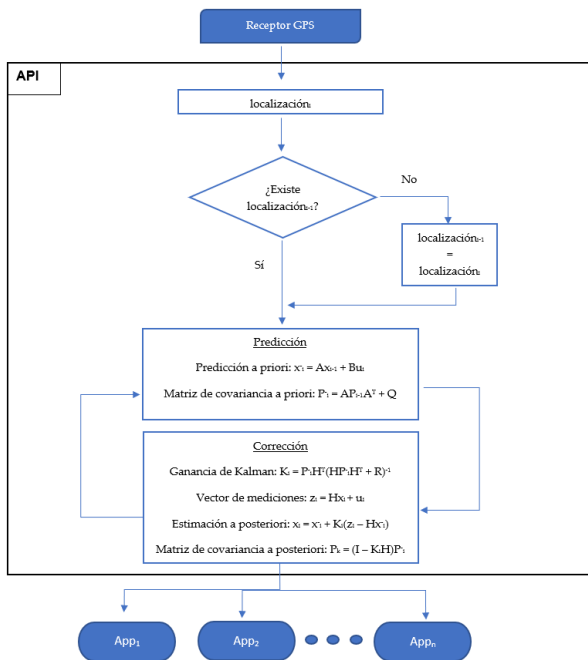 Receptor GPS
API
localizaciónₜ
¿Existe
localizaciónₜ₋₁?
No
localizaciónₜ₋₁
=
localizaciónₜ
Sí
Predicción
Predicción a priori: x⁻ₜ = Axₜ₋₁ + Buₜ
Matriz de covariancia a priori: P⁻ₜ = APₜ₋₁Aᵀ + Q
Corrección
Ganancia de Kalman: Kₜ = P⁻ₜHᵀ(HP⁻ₜHᵀ + R)⁻¹
Vector de mediciones: zₜ = Hxₜ + uₜ
Estimación a posteriori: xₜ = x⁻ₜ + Kₜ(zₜ – Hx⁻ₜ)
Matriz de covariancia a posteriori: Pₖ = (I – KₜH)P⁻ₜ
App₁
App₂
Appₙ